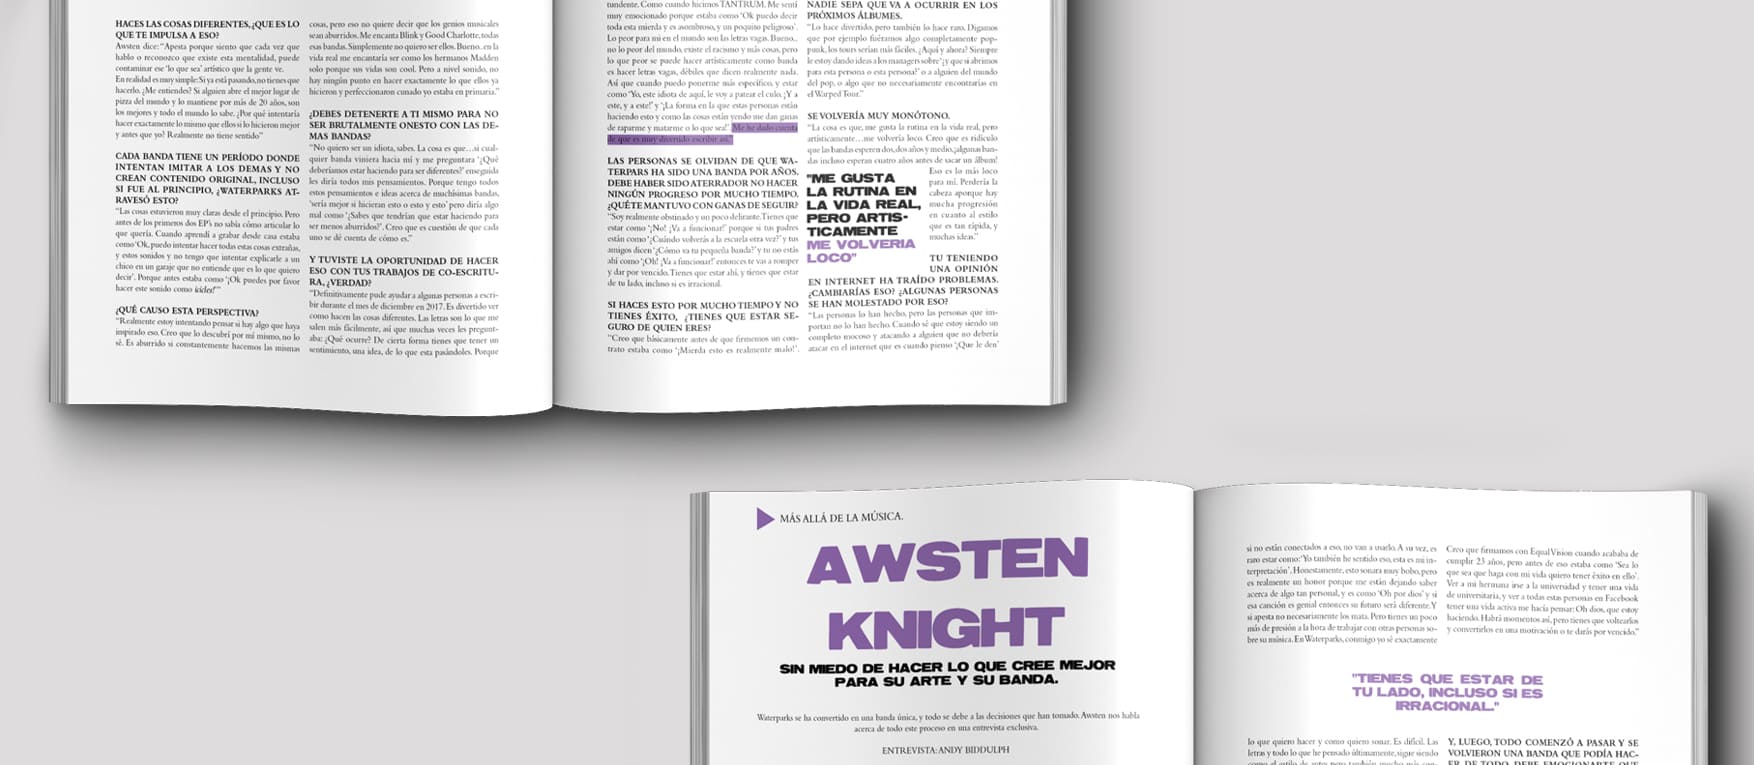 HACES LAS COSAS DIFERENTES, ¿QUE ES LO
QUE TE IMPULSA A ESO?
Awsten dice: “Apesta porque siento que cada vez que
hablo o reconozco que existe esta mentalidad, puede
contaminar ese ‘lo que sea’ artístico que la gente ve.
En realidad es muy simple: Si ya está pasando, no tienes que
hacerlo. ¿Me entiendes? Si alguien abre el mejor lugar de
pizza del mundo y lo mantiene por más de 20 años, son
los mejores y todo el mundo lo sabe. ¿Por qué intentaría
hacer exactamente lo mismo que ellos si lo hicieron mejor
y antes que yo? Realmente no tiene sentido”
CADA BANDA TIENE UN PERÍODO DONDE
INTENTAN IMITAR A LOS DEMAS Y NO
CREAN CONTENIDO ORIGINAL, INCLUSO
SI FUE AL PRINCIPIO, ¿WATERPARKS AT-
RAVESÓ ESTO?
“Las cosas estuvieron muy claras desde el principio. Pero
antes de los primeros dos EP’s no sabía cómo articular lo
que quería. Cuando aprendí a grabar desde casa estaba
como ‘Ok, puedo intentar hacer todas estas cosas extrañas,
y estos sonidos y no tengo que intentar explicarle a un
chico en un garaje que no entiende que es lo que quiero
decir’. Porque antes estaba como ‘¡Ok puedes por favor
hacer este sonido como
¿QUÉ CAUSO ESTA PERSPECTIVA?
“Realmente estoy intentando pensar si hay algo que haya
inspirado eso. Creo que lo descubrí por mí mismo, no lo
sé. Es aburrido si constantemente hacemos las mismas
cosas, pero eso no quiere decir que los genios musicales
sean aburridos. Me encanta Blink y Good Charlotte, todas
esas bandas. Simplemente no quiero ser ellos. Bueno.. en la
vida real me encantaría ser como los hermanos Madden
solo porque sus vidas son cool. Pero a nivel sonido, no
hay ningún punto en hacer exactamente lo que ellos ya
hicieron y perfeccionaron cunado yo estaba en primaria.”
¿DEBES DETENERTE A TI MISMO PARA NO
SER BRUTALMENTE ONESTO CON LAS DE-
MAS BANDAS?
“No quiero ser un idiota, sabes. La cosa es que…si cual-
quier banda viniera hacia mí y me preguntara ‘¿Qué
deberíamos estar haciendo para ser diferentes?’ enseguida
les diría todos mis pensamientos. Porque tengo todos
estos pensamientos e ideas acerca de muchísimas bandas,
‘sería mejor si hicieran esto o esto y esto’ pero diría algo
mal como ‘¿Sabes que tendrían que estar haciendo para
ser menos aburridos?’. Creo que es cuestión de que cada
uno se dé cuenta de cómo es.”
Y TUVISTE LA OPORTUNIDAD DE HACER
ESO CON TUS TRABAJOS DE CO-ESCRITU-
RA, ¿VERDAD?
“Definitivamente pude ayudar a algunas personas a escri-
bir durante el mes de diciembre en 2017. Es divertido ver
como hacen las cosas diferentes. Las letras son lo que me
salen más fácilmente, así que muchas veces les pregunt-
aba: ¿Qué ocurre? De cierta forma tienes que tener un
sentimiento, una idea, de lo que esta pasándoles. Porque
tundente. Como cuando hicimos TANTRUM. Me sentí
muy emocionado porque estaba como ‘Ok puedo decir
toda esta mierda y es asombroso, y un poquito peligroso’.
Lo peor para mí en el mundo son las letras vagas. Bueno..
no lo peor del mundo, existe el racismo y más cosas, pero
lo que peor se puede hacer artísticamente como banda
es hacer letras vagas, débiles que dicen realmente nada.
Así que cuando puedo ponerme más específico, y estar
como ‘Yo, este idiota de aquí, le voy a patear el culo. ¡Y a
este, y a este!’ y ‘¡La forma en la que estas personas están
haciendo esto y como las cosas están yendo me dan ganas
de raparme y matarme o lo que sea!’. Me he dado cuenta
de que es muy divertido escribir así.”
LAS PERSONAS SE OLVIDAN DE QUE WA-
TERPARS HA SIDO UNA BANDA POR AÑOS.
DEBE HABER SIDO ATERRADOR NO HACER
NINGÚN PROGRESO POR MUCHO TIEMPO.
¿QUÉTE MANTUVO CON GANAS DE SEGUIR?
“Soy realmente obstinado y un poco delirante. Tienes que
estar como ‘¡No! ¡Va a funcionar!’ porque si tus padres
están como ‘¿Cuándo volverás a la escuela otra vez?’ y tus
amigos dicen ‘¿Cómo va tu pequeña banda?’ y tu no estás
ahí como ‘¡Oh! ¡Va a funcionar!’ entonces te vas a romper
y dar por vencido. Tienes que estar ahí, y tienes que estar
de tu lado, incluso si es irracional.
SI HACES ESTO POR MUCHO TIEMPO Y NO
TIENES ÉXITO, ¿TIENES QUE ESTAR SE-
GURO DE QUIEN ERES?
“Creo que básicamente antes de que firmemos un con-
trato estaba como ‘¡Mierda esto es realmente malo!’.
NADIE SEPA QUE VA A OCURRIR EN LOS
PRÓXIMOS ÁLBUMES.
“Lo hace divertido, pero también lo hace raro. Digamos
que por ejemplo fuéramos algo completamente pop-
punk, los tours serían más fáciles. ¿Aquí y ahora? Siempre
le estoy dando ideas a los managers sobre ‘¿y que si abrimos
para esta persona o esta persona?’ o a alguien del mundo
del pop, o algo que no necesariamente encontrarías en
el Warped Tour.”
SE VOLVERÍA MUY MONÓTONO.
“La cosa es que, me gusta la rutina en la vida real, pero
artísticamente…me volvería loco. Creo que es ridículo
que las bandas esperen dos, dos años y medio, ¡algunas ban-
das incluso esperan cuatro años antes de sacar un álbum!
Eso es lo más loco
para mí. Perdería la
cabeza aporque hay
mucha progresión
en cuanto al estilo
que es tan rápida, y
muchas ideas.”
"ME GUSTA
LA RUTINA EN
LA VIDA REAL,
PERO ARTIS-
TICAMENTE
ME VOLVERIA
LOCO"
TU TENIENDO
UNA OPINIÓN
EN INTERNET HA TRAÍDO PROBLEMAS.
¿CAMBIARÍAS ESO? ¿ALGUNAS PERSONAS
SE HAN MOLESTADO POR ESO?
“Las personas lo han hecho, pero las personas que im-
portan no lo han hecho. Cuando sé que estoy siendo un
completo mocoso y atacando a alguien que no debería
atacar en el internet que es cuando pienso ‘¡Que le den’
MÁS ALLÁ DE LA MÚSICA.
AWSTEN
KNIGHT
SIN MIEDO DE HACER LO QUE CREE MEJOR
PARA SU ARTE Y SU BANDA.
Waterparks se ha convertido en una banda única, y todo se debe a las decisiones que han tomado. Awsten nos habla
acerca de todo este proceso en una entrevista exclusiva.
ENTREVISTA: ANDY BIDDULPH
si no están conectados a eso, no van a usarlo. A su vez, es
raro estar como: ‘Yo también he sentido eso, esta es mi in-
terpretación’. Honestamente, esto sonara muy bobo, pero
es realmente un honor porque me están dejando saber
acerca de algo tan personal, y es como ‘Oh por dios’ y si
esa canción es genial entonces su futuro será diferente. Y
si apesta no necesariamente los mata. Pero tienes un poco
más de presión a la hora de trabajar con otras personas so-
bre su música. En Waterparks, conmigo yo sé exactamente
Creo que firmamos con Equal Vision cuando acababa de
cumplir 23 años, pero antes de eso estaba como ‘Sea lo
que sea que haga con mi vida quiero tener éxito en ello’.
Ver a mi hermana irse a la universidad y tener una vida
de universitaria, y ver a todas estas personas en Facebook
tener una vida activa me hacía pensar: Oh dios, que estoy
haciendo. Habrá momentos así, pero tienes que voltearlos
y convertirlos en una motivación o te darás por vencido.”
"TIENES QUE ESTAR DE
TU LADO, INCLUSO SI ES
IRRACIONAL."
lo que quiero hacer y como quiero sonar. Es difícil. Las
letras y todo lo que he pensado últimamente, sigue siendo
Y, LUEGO, TODO COMENZÓ A PASAR Y SE
VOLVIERON UNA BANDA QUE PODÍA HAC-
ER DE TODO. DEBE EMOCIONARTE QUE